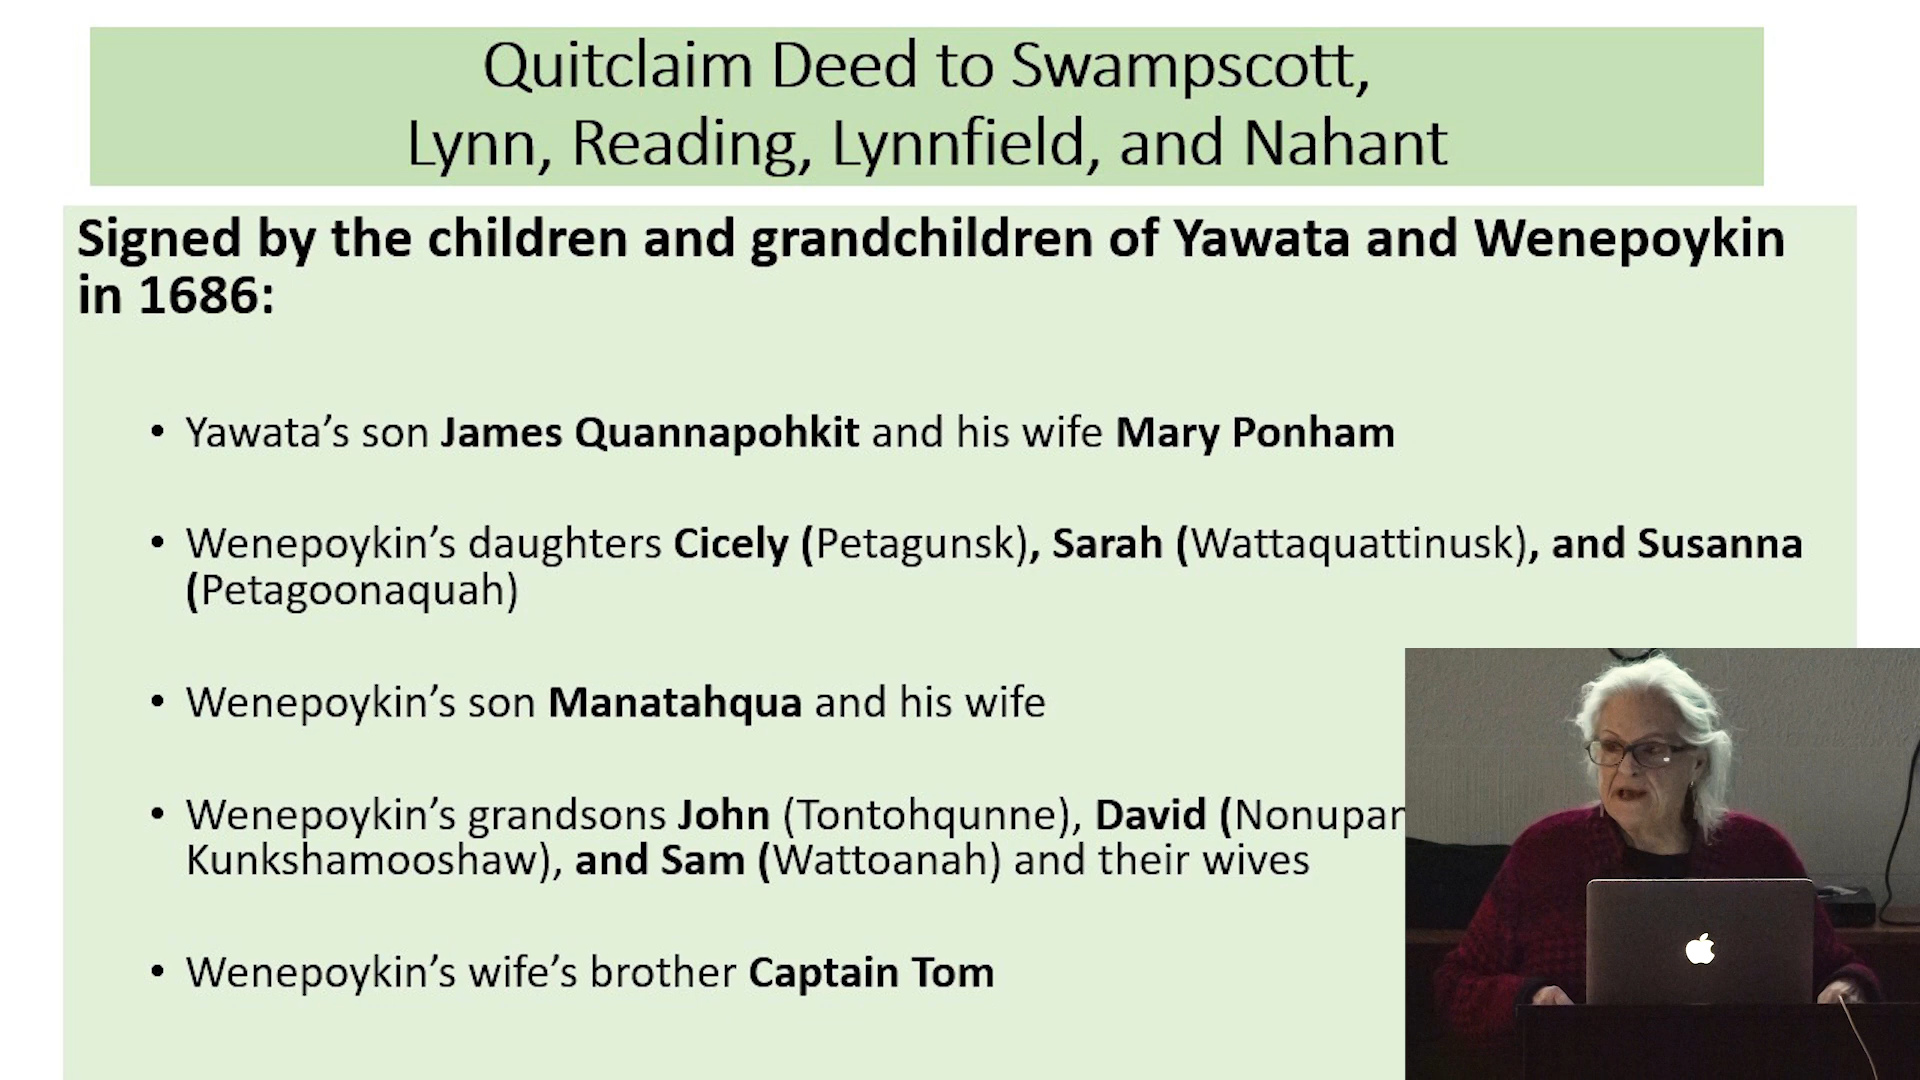 Quitclaim Deed to Swampscott,
Lynn, Reading, Lynnfield, and Nahant
Signed by the children and grandchildren of Yawata and Wenepoykin
in 1686:
• Yawata’s son James Quannapohkit and his wife Mary Ponham
• Wenepoykin’s daughters Cicely (Petagunsk), Sarah (Wattaquattinusk), and Susanna
(Petagoonaquah)
• Wenepoykin’s son Manatahqua and his wife
• Wenepoykin’s grandsons John (Tontohqunne), David (
Kunkshamooshaw), and Sam (Wattoanah) and their wives
• Wenepoykin’s wife’s brother Captain Tom